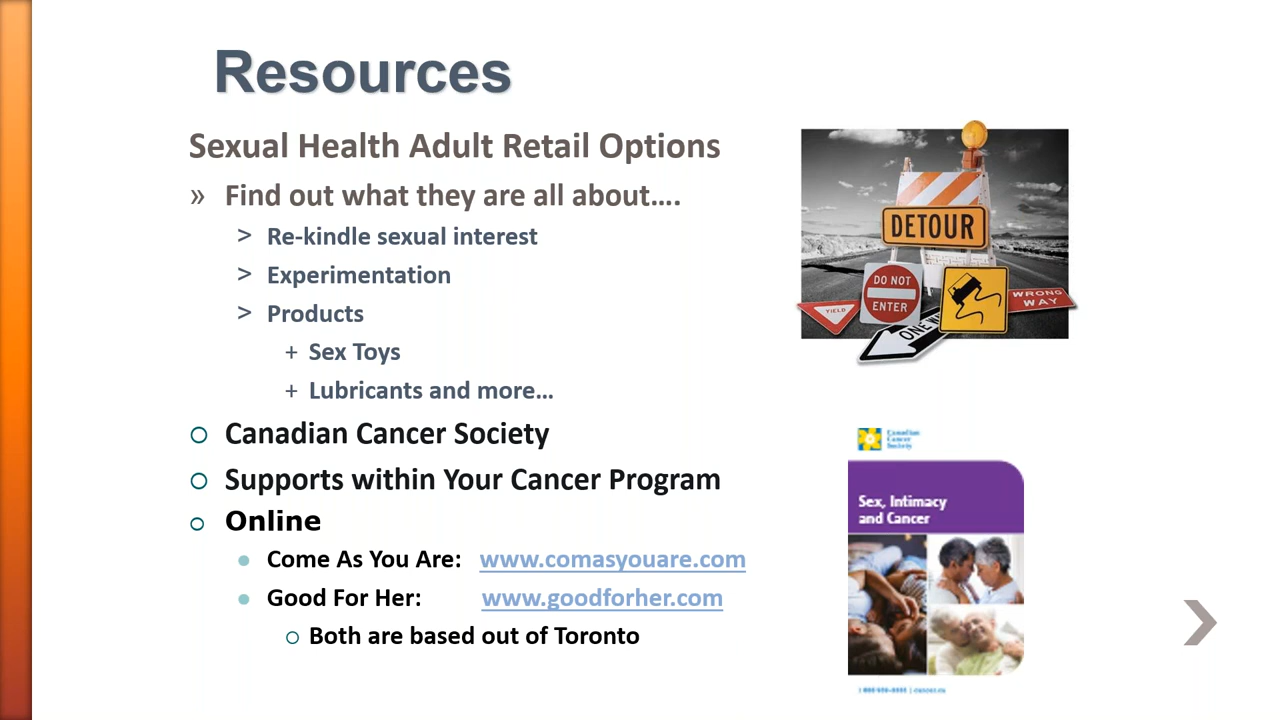 Resources
Sexual Health Adult Retail Options
» Find out what they are all about....
> Re-kindle sexual interest
> Experimentation
> Products
+ Sex Toys
+ Lubricants and more...
Canadian Cancer Society
Supports within Your Cancer Program
Online
Come As You Are: www.comasyouare.com
Good For Her: www.goodforher.com
Both are based out of Toronto
DETOUR
DO NOT
ENTER
YIELD
ONE
WRONG
WAY
Canadian
Cancer
Society
Sex, Intimacy
and Cancer